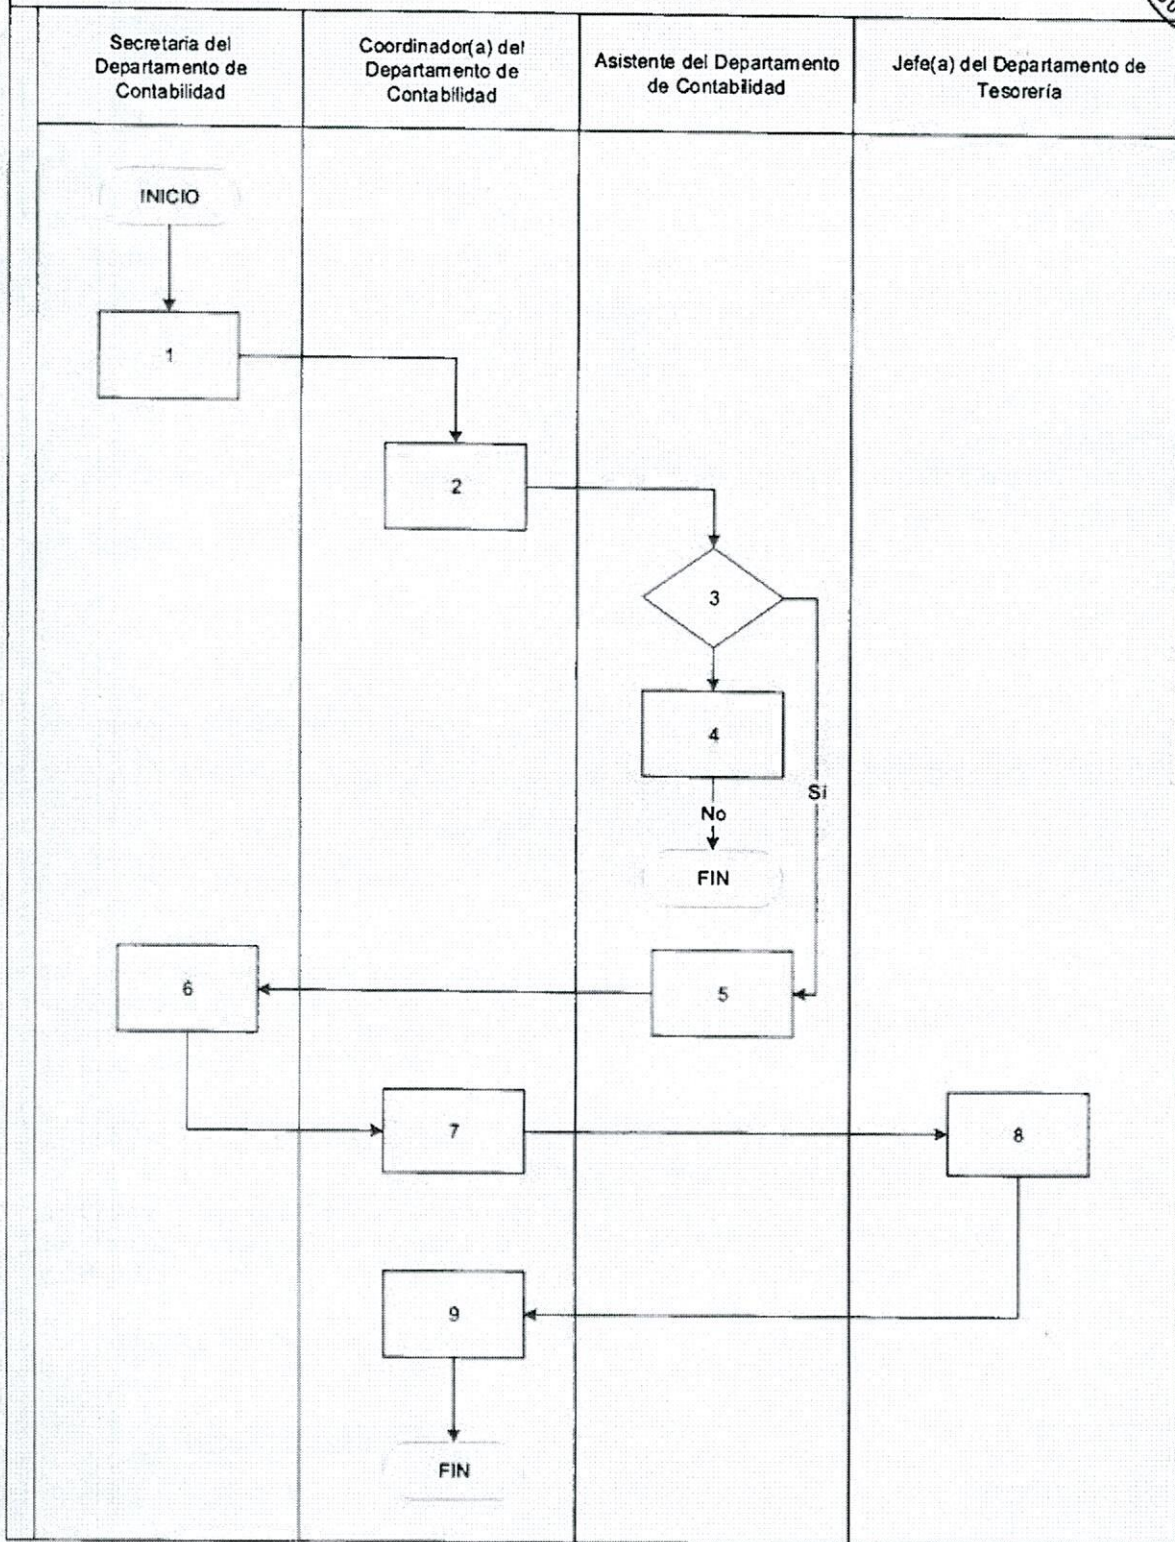 Secretaria del
Departamento de
Contabilidad
Coordinador(a) del
Departamento de
Contabilidad
Asistente del Departamento
de Contabilidad
Jefe(a) del Departamento de
Tesorería
INICIO
1
2
3
4
Sí
No
FIN
6
5
7
8
9
FIN